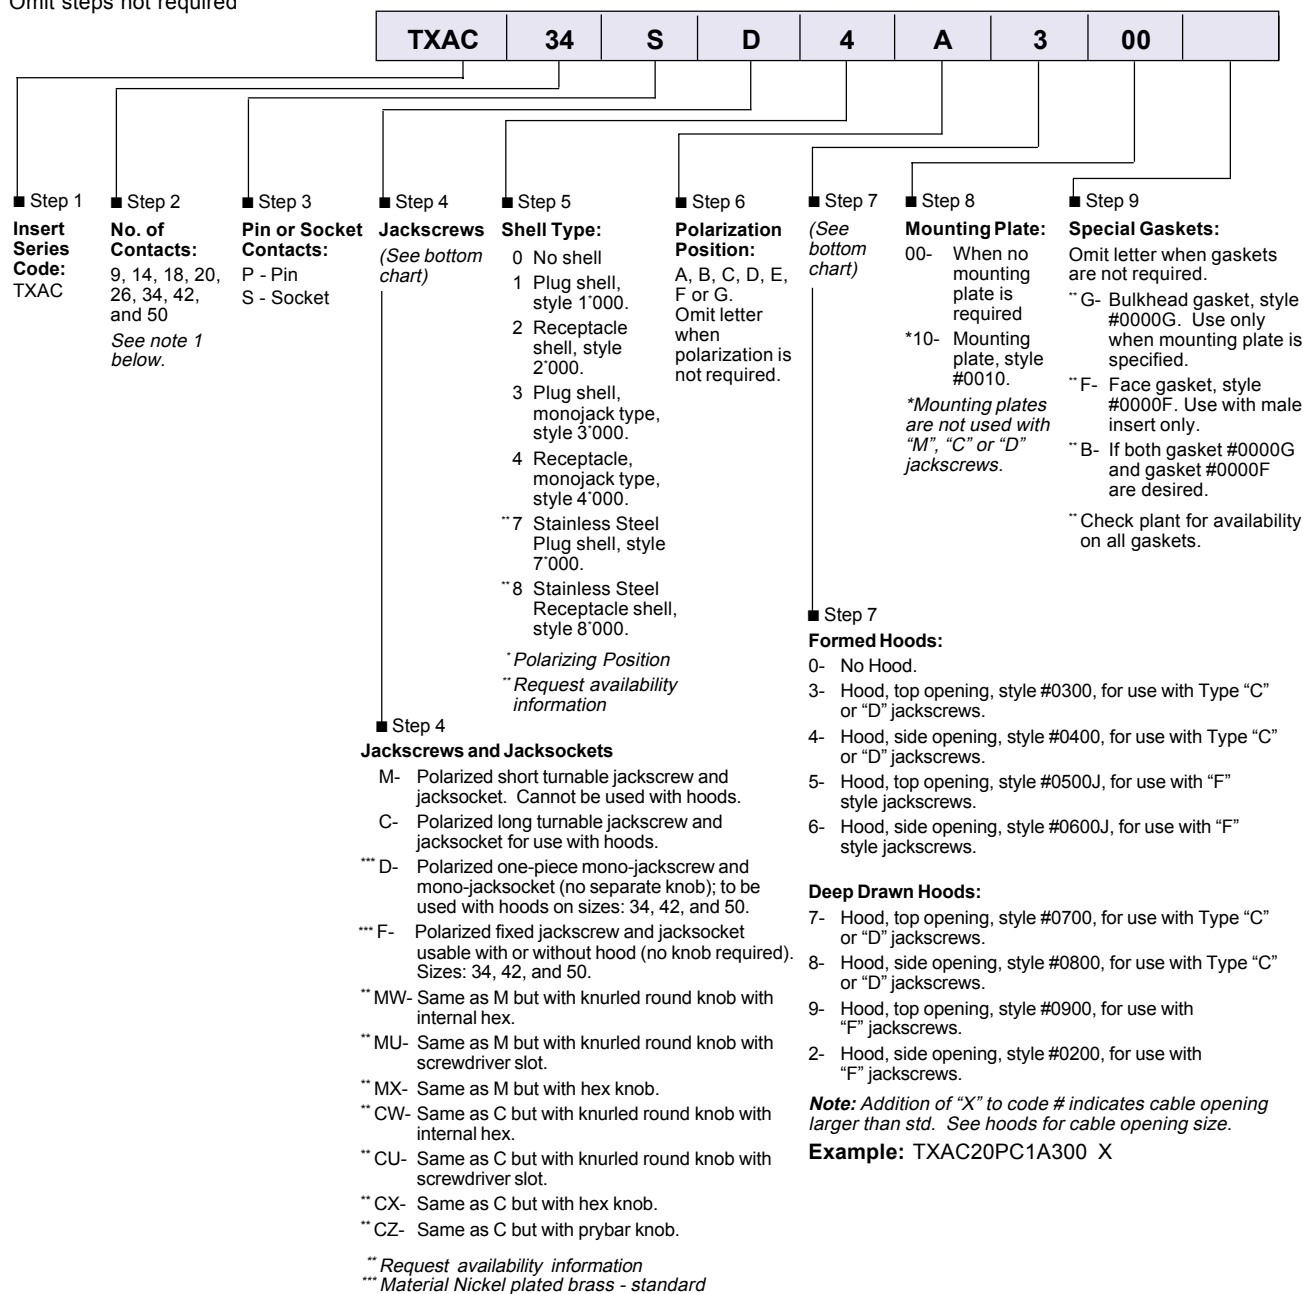 Omit steps not required
TXAC 34 S D 4 A 3 00
■ Step 1
Insert
Series
Code:
TXAC
■ Step 2
No. of
Contacts:
9, 14, 18, 20,
26, 34, 42,
and 50
See note 1
below.
■ Step 3
Pin or Socket
Contacts:
P - Pin
S - Socket
■ Step 4
Jackscrews
(See bottom
chart)
■ Step 5
Shell Type:
0 No shell
1 Plug shell,
style 1*000.
2 Receptacle
shell, style
2*000.
3 Plug shell,
monojack type,
style 3*000.
4 Receptacle,
monojack type,
style 4*000.
**7 Stainless Steel
Plug shell, style
7*000.
**8 Stainless Steel
Receptacle shell,
style 8*000.
* Polarizing Position
** Request availability
information
■ Step 6
Polarization
Position:
A, B, C, D, E,
F or G.
Omit letter
when
polarization is
not required.
■ Step 7
(See
bottom
chart)
■ Step 8
Mounting Plate:
00- When no
mounting
plate is
required
*10- Mounting
plate, style
#0010.
*Mounting plates
are not used with
“M”, “C” or “D”
jackscrews.
■ Step 9
Special Gaskets:
Omit letter when gaskets
are not required.
** G- Bulkhead gasket, style
#0000G. Use only
when mounting plate is
specified.
** F- Face gasket, style
#0000F. Use with male
insert only.
** B- If both gasket #0000G
and gasket #0000F
are desired.
** Check plant for availability
on all gaskets.
■ Step 4
Jackscrews and Jacksockets
M- Polarized short turnable jackscrew and
jacksocket. Cannot be used with hoods.
C- Polarized long turnable jackscrew and
jacksocket for use with hoods.
*** D- Polarized one-piece mono-jackscrew and
mono-jacksocket (no separate knob); to be
used with hoods on sizes: 34, 42, and 50.
*** F- Polarized fixed jackscrew and jacksocket
usable with or without hood (no knob required).
Sizes: 34, 42, and 50.
** MW- Same as M but with knurled round knob with
internal hex.
** MU- Same as M but with knurled round knob with
screwdriver slot.
** MX- Same as M but with hex knob.
** CW- Same as C but with knurled round knob with
internal hex.
** CU- Same as C but with knurled round knob with
screwdriver slot.
** CX- Same as C but with hex knob.
** CZ- Same as C but with prybar knob.
** Request availability information
*** Material Nickel plated brass - standard
■ Step 7
Formed Hoods:
0- No Hood.
3- Hood, top opening, style #0300, for use with Type “C”
or “D” jackscrews.
4- Hood, side opening, style #0400, for use with Type “C”
or “D” jackscrews.
5- Hood, top opening, style #0500J, for use with “F”
style jackscrews.
6- Hood, side opening, style #0600J, for use with “F”
style jackscrews.
Deep Drawn Hoods:
7- Hood, top opening, style #0700, for use with Type “C”
or “D” jackscrews.
8- Hood, side opening, style #0800, for use with Type “C”
or “D” jackscrews.
9- Hood, top opening, style #0900, for use with
“F” jackscrews.
2- Hood, side opening, style #0200, for use with
“F” jackscrews.
Note: Addition of “X” to code # indicates cable opening
larger than std. See hoods for cable opening size.
Example: TXAC20PC1A300 X